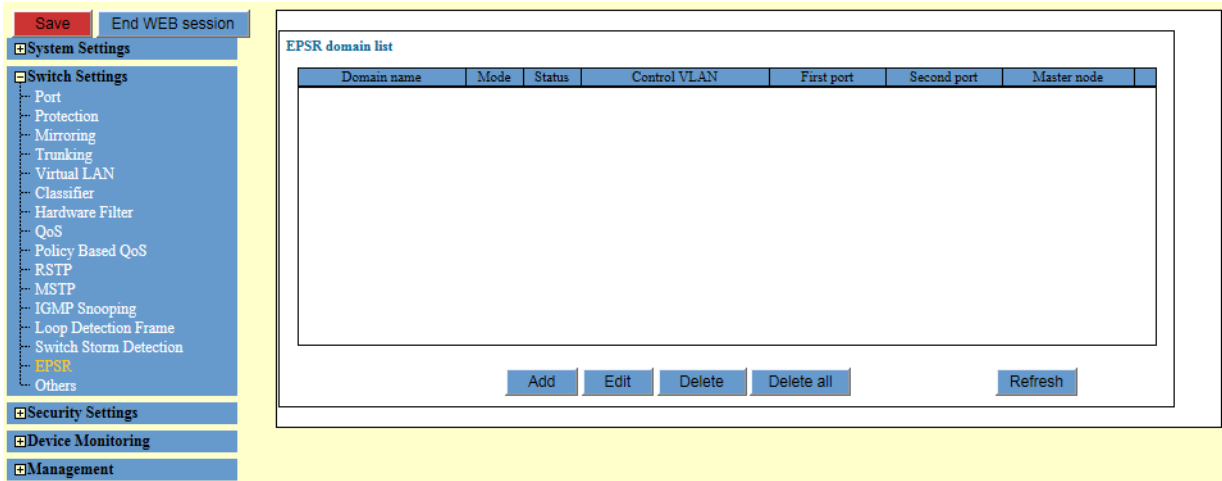 Save End WEB session
System Settings
Switch Settings
Port
Protection
Mirroring
Trunking
Virtual LAN
Classifier
Hardware Filter
QoS
Policy Based QoS
RSTP
MSTP
IGMP Snooping
Loop Detection Frame
Switch Storm Detection
EPSR
Others
Security Settings
Device Monitoring
Management
EPSR domain list
Domain name Mode Status Control VLAN First port Second port Master node
Add Edit Delete Delete all Refresh